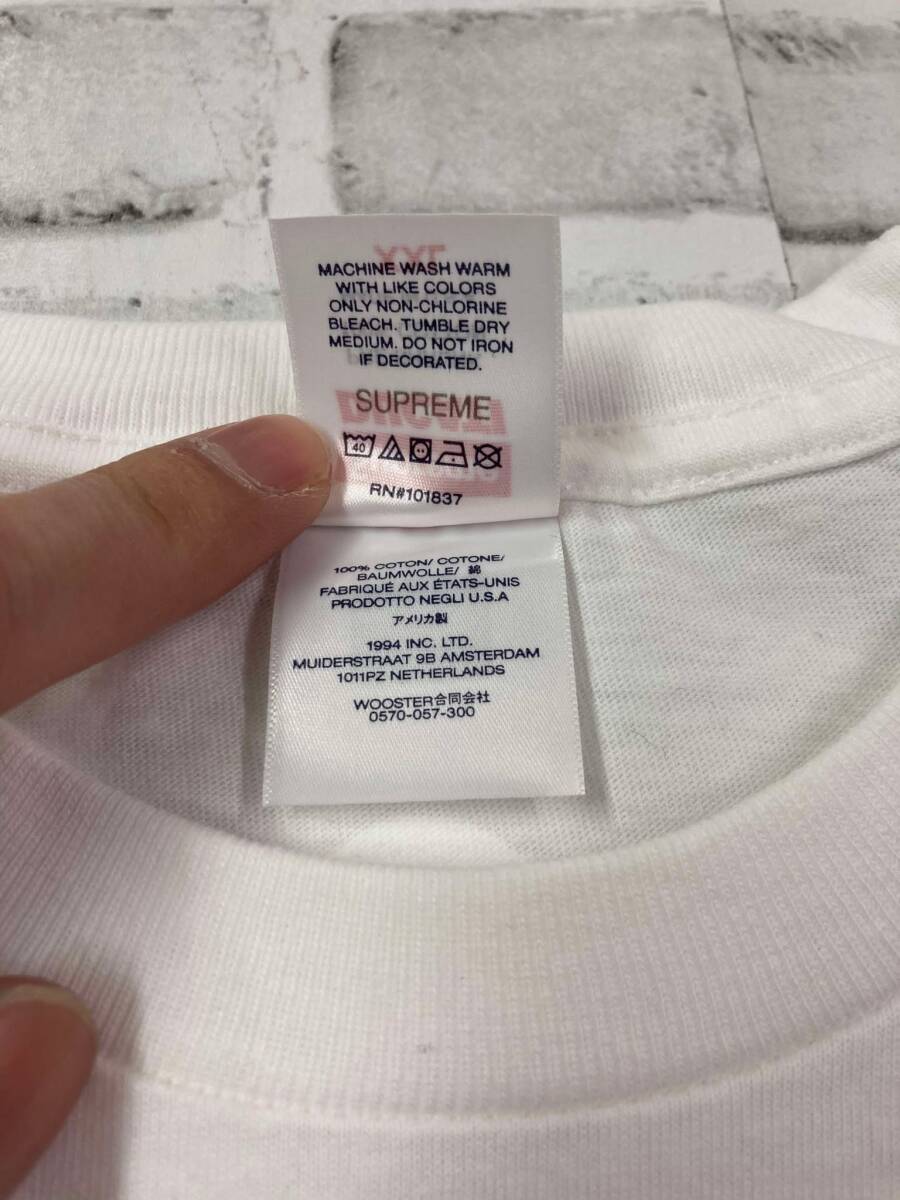 MACHINE WASH WARM
WITH LIKE COLORS
ONLY NON-CHLORINE
BLEACH. TUMBLE DRY
MEDIUM. DO NOT IRON
IF DECORATED.
SUPREME
40
RN#101837
100% COTON/ COTONE/
BAUMWOLLE/ 綿
FABRIQUÉ AUX ÉTATS-UNIS
PRODOTTO NEGLI U.S.A
アメリカ製
1994 INC. LTD.
MUIDERSTRAAT 9B AMSTERDAM
1011PZ NETHERLANDS
WOOSTER合同会社
0570-057-300